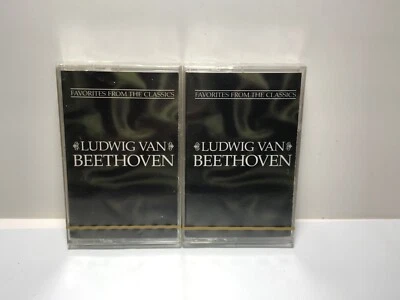 FAVORITES FROM THE CLASSICS
LUDWIG VAN
BEETHOVEN
FAVORITES FROM THE CLASSICS
LUDWIG VAN
BEETHOVEN